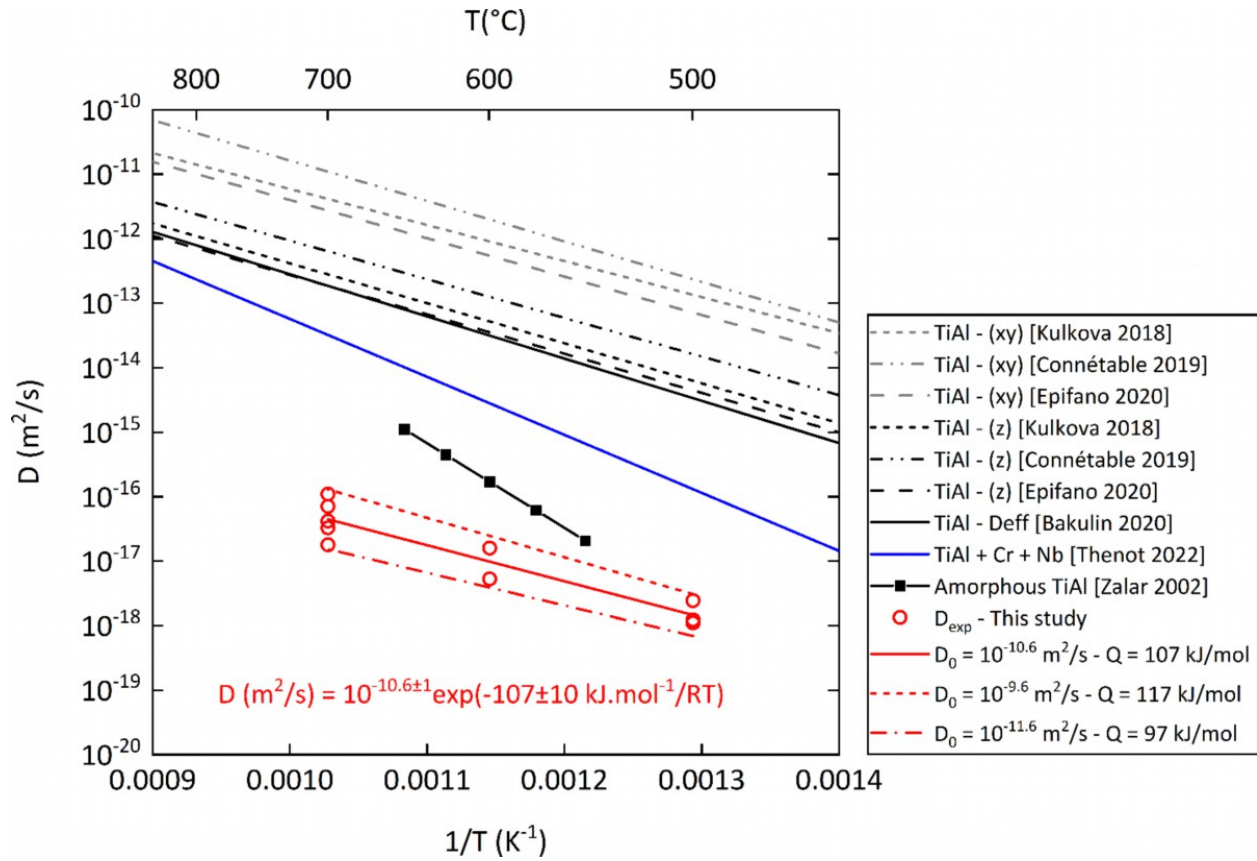 T(°C)
800 700 600 500
10⁻¹⁰
10⁻¹¹
10⁻¹²
10⁻¹³
10⁻¹⁴
10⁻¹⁵
10⁻¹⁶
10⁻¹⁷
10⁻¹⁸
10⁻¹⁹
10⁻²⁰
D (m²/s)
D (m²/s) = 10⁻¹⁰·⁶±¹exp(-107±10 kJ.mol⁻¹/RT)
0.0009 0.0010 0.0011 0.0012 0.0013 0.0014
1/T (K⁻¹)
TiAl - (xy) [Kulkova 2018]
TiAl - (xy) [Connétable 2019]
TiAl - (xy) [Epifano 2020]
TiAl - (z) [Kulkova 2018]
TiAl - (z) [Connétable 2019]
TiAl - (z) [Epifano 2020]
TiAl - Deff [Bakulin 2020]
TiAl + Cr + Nb [Thenot 2022]
Amorphous TiAl [Zalar 2002]
D_exp - This study
D₀ = 10⁻¹⁰·⁶ m²/s - Q = 107 kJ/mol
D₀ = 10⁻⁹·⁶ m²/s - Q = 117 kJ/mol
D₀ = 10⁻¹¹·⁶ m²/s - Q = 97 kJ/mol